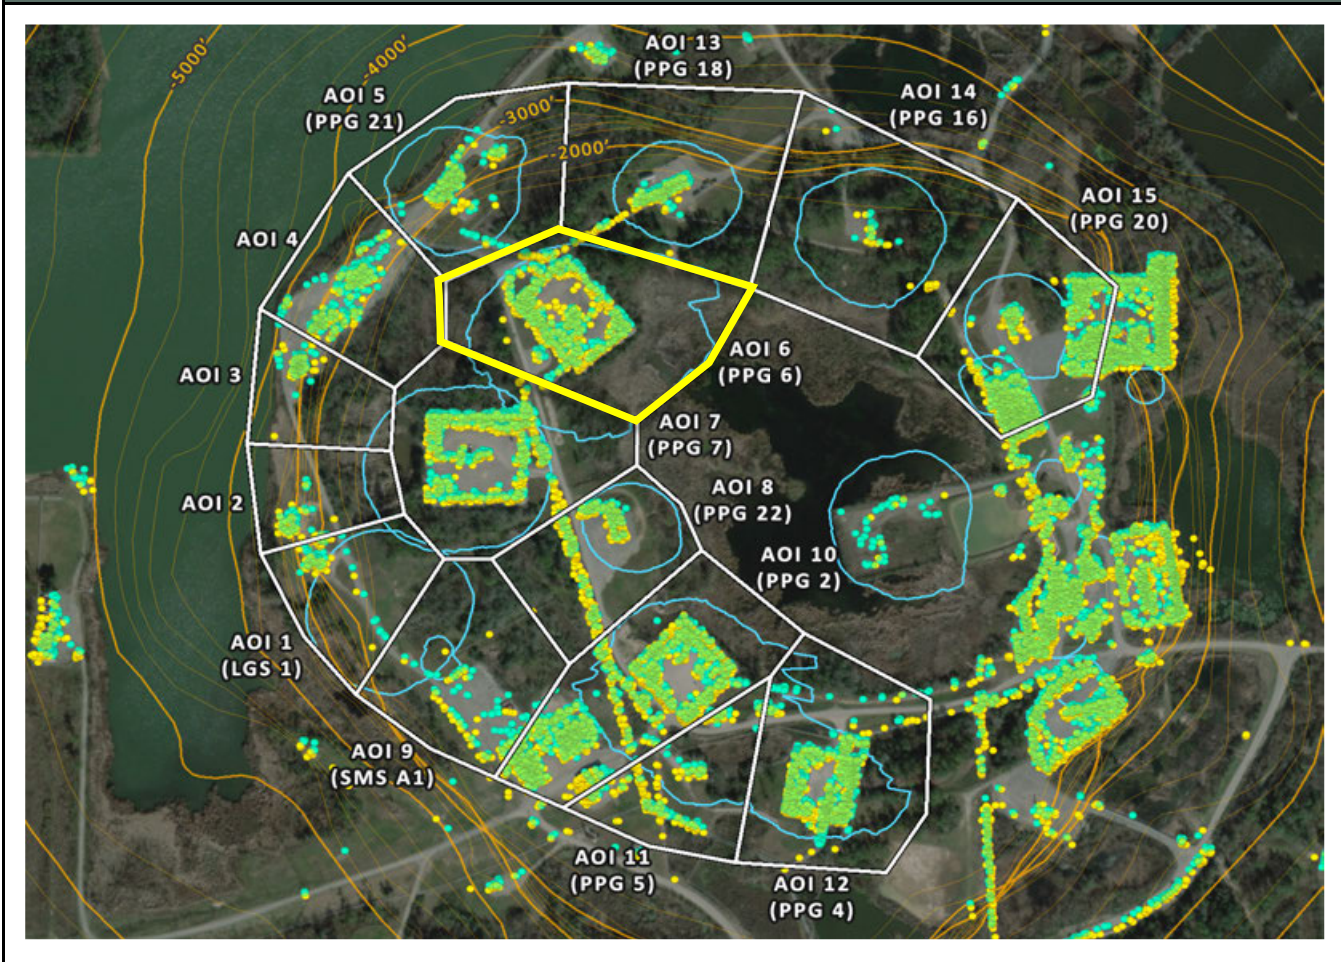 -5000'
-4000'
AOI 13
(PPG 18)
AOI 5
(PPG 21)
-3000'
-2000'
AOI 14
(PPG 16)
AOI 15
(PPG 20)
AOI 4
AOI 6
(PPG 6)
AOI 3
AOI 7
(PPG 7)
AOI 2
AOI 8
(PPG 22)
AOI 10
(PPG 2)
AOI 1
(LGS 1)
AOI 9
(SMS A1)
AOI 11
(PPG 5)
AOI 12
(PPG 4)